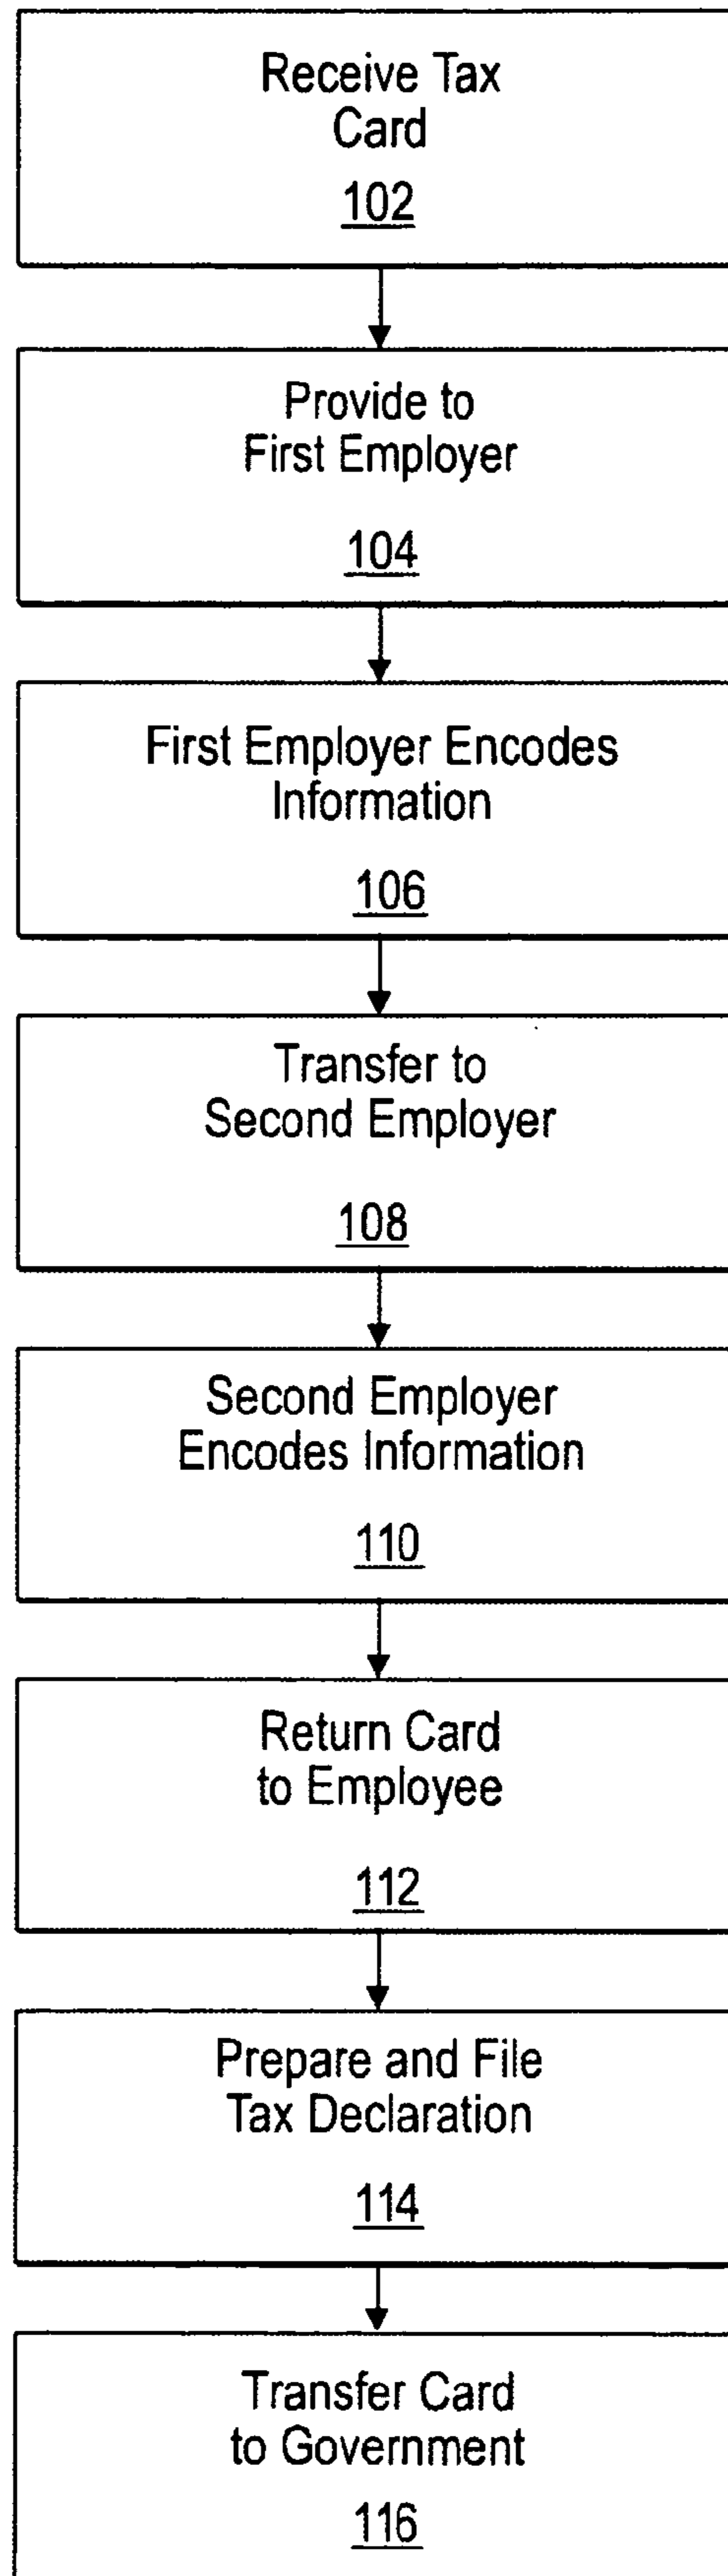 Receive Tax
Card
102
Provide to
First Employer
104
First Employer Encodes
Information
106
Transfer to
Second Employer
108
Second Employer
Encodes Information
110
Return Card
to Employee
112
Prepare and File
Tax Declaration
114
Transfer Card
to Government
116